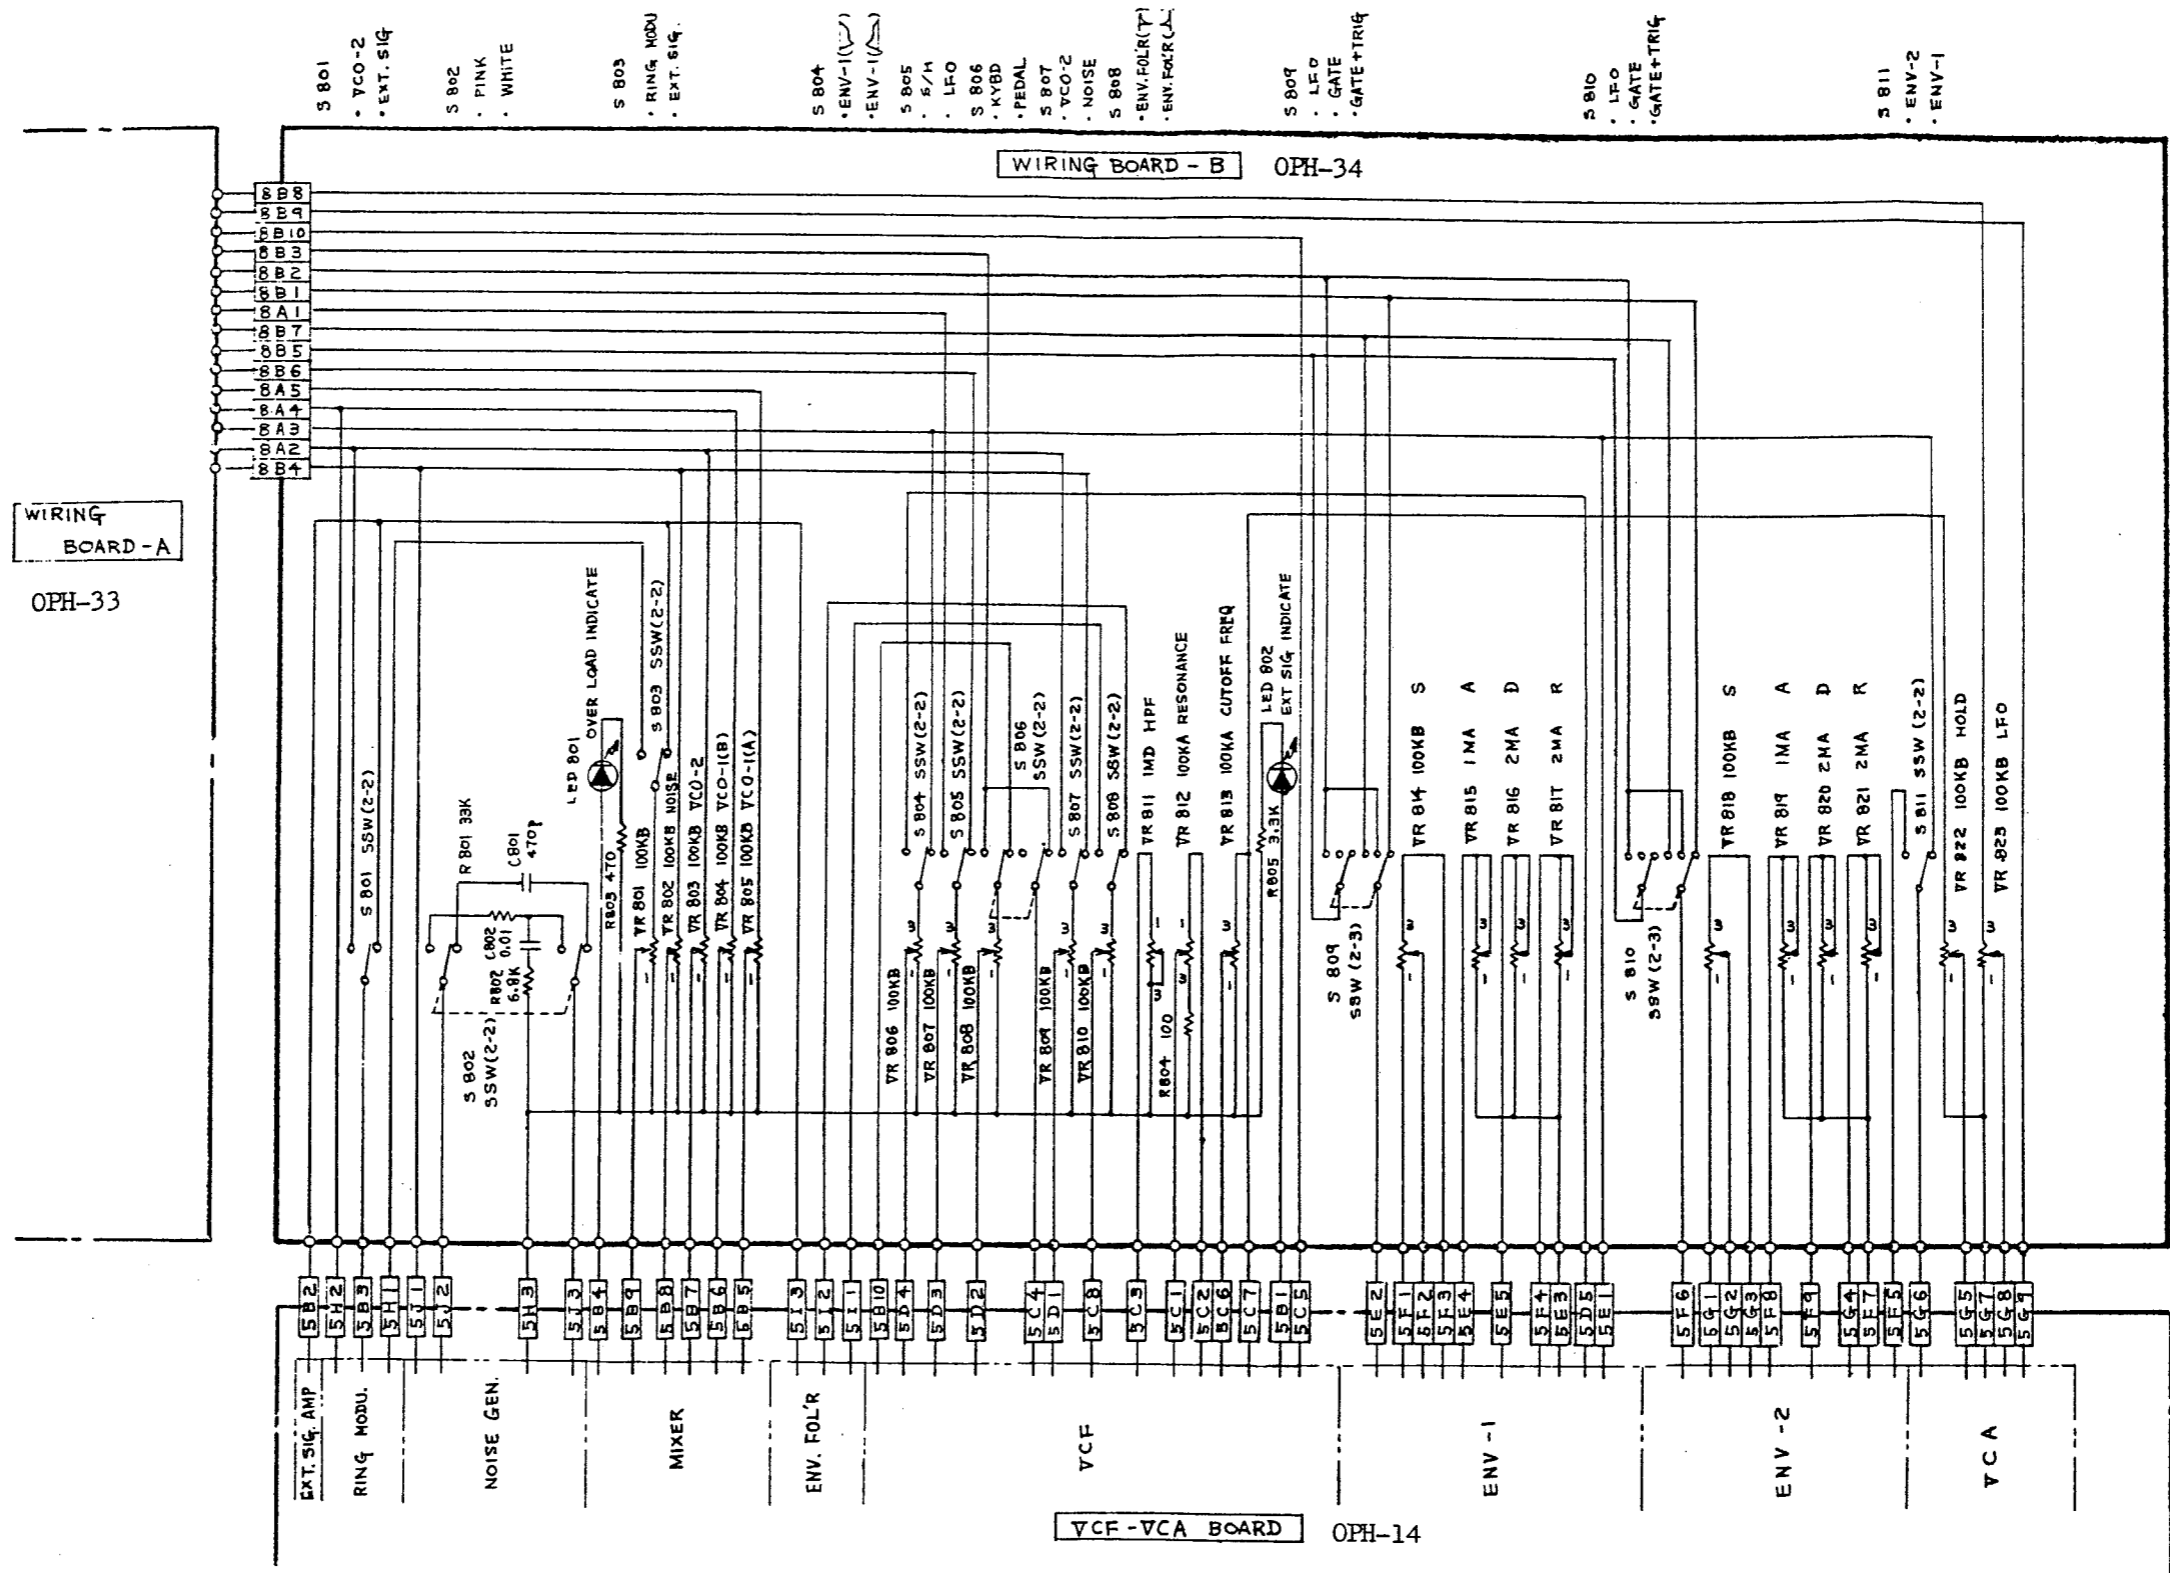 S 801
· VCO-2
· EXT. SIG
S 802
· PINK
· WHITE
S 803
· RING MODU
· EXT. SIG.
S 804
· ENV-1
· ENV-1
S 805
· S/H
· LFO
S 806
· KYBD
· PEDAL
S 807
· VCO-2
· NOISE
S 808
· ENV. FOL'R
· ENV. FOL'R
S 809
· LFO
· GATE
· GATE+TRIG
S 810
· LFO
· GATE
· GATE+TRIG
S 811
· ENV-2
· ENV-1
WIRING BOARD - B
OPH-34
8B8
8B9
8B10
8B3
8B2
8B1
8A1
8B7
8B5
8B6
8A5
8A4
8A3
8A2
8B4
WIRING
BOARD - A
OPH-33
S 801 SSW(2-2)
R 801 33K
C801
470P
C802
0.01
R802
6.8K
S 802
SSW(2-2)
LED 801
OVER LOAD INDICATE
R803 470
S 803 SSW(2-2)
VR 801 100KB
VR 802 100KB NOISE
VR 803 100KB VCO-2
VR 804 100KB VCO-1(B)
VR 805 100KB VCO-1(A)
S 804 SSW(2-2)
S 805 SSW(2-2)
S 806
SSW(2-2)
S 807 SSW(2-2)
S 808 SSW(2-2)
VR 806 100KB
VR 807 100KB
VR 808 100KB
VR 809 100KB
VR 810 100KB
VR 811 1MD HPF
R804 100
VR 812 100KA RESONANCE
VR 813 100KA CUTOFF FREQ
R805 3.3K
LED 802
EXT SIG INDICATE
S 809
SSW (2-3)
VR 814 100KB S
VR 815 1MA A
VR 816 2MA D
VR 817 2MA R
S 810
SSW (2-3)
VR 818 100KB S
VR 819 1MA A
VR 820 2MA D
VR 821 2MA R
S 811 SSW (2-2)
VR 822 100KB HOLD
VR 823 100KB LFO
5B2
5H2
5B3
5H1
5J1
5J2
5H3
5J3
5B4
5B9
5B8
5B7
5B6
5B5
5I3
5I2
5I1
5B10
5D4
5D3
5D2
5C4
5D1
5C8
5C3
5C1
5C2
5C6
5C7
5B1
5C5
5E2
5F1
5F2
5F3
5E4
5E5
5F4
5E3
5D5
5E1
5F6
5G1
5G2
5G3
5F8
5F9
5G4
5F7
5F5
5G6
5G5
5G7
5G8
5G9
EXT. SIG. AMP
RING MODU.
NOISE GEN.
MIXER
ENV. FOL'R
VCF
ENV -1
ENV -2
VCA
VCF - VCA BOARD
OPH-14